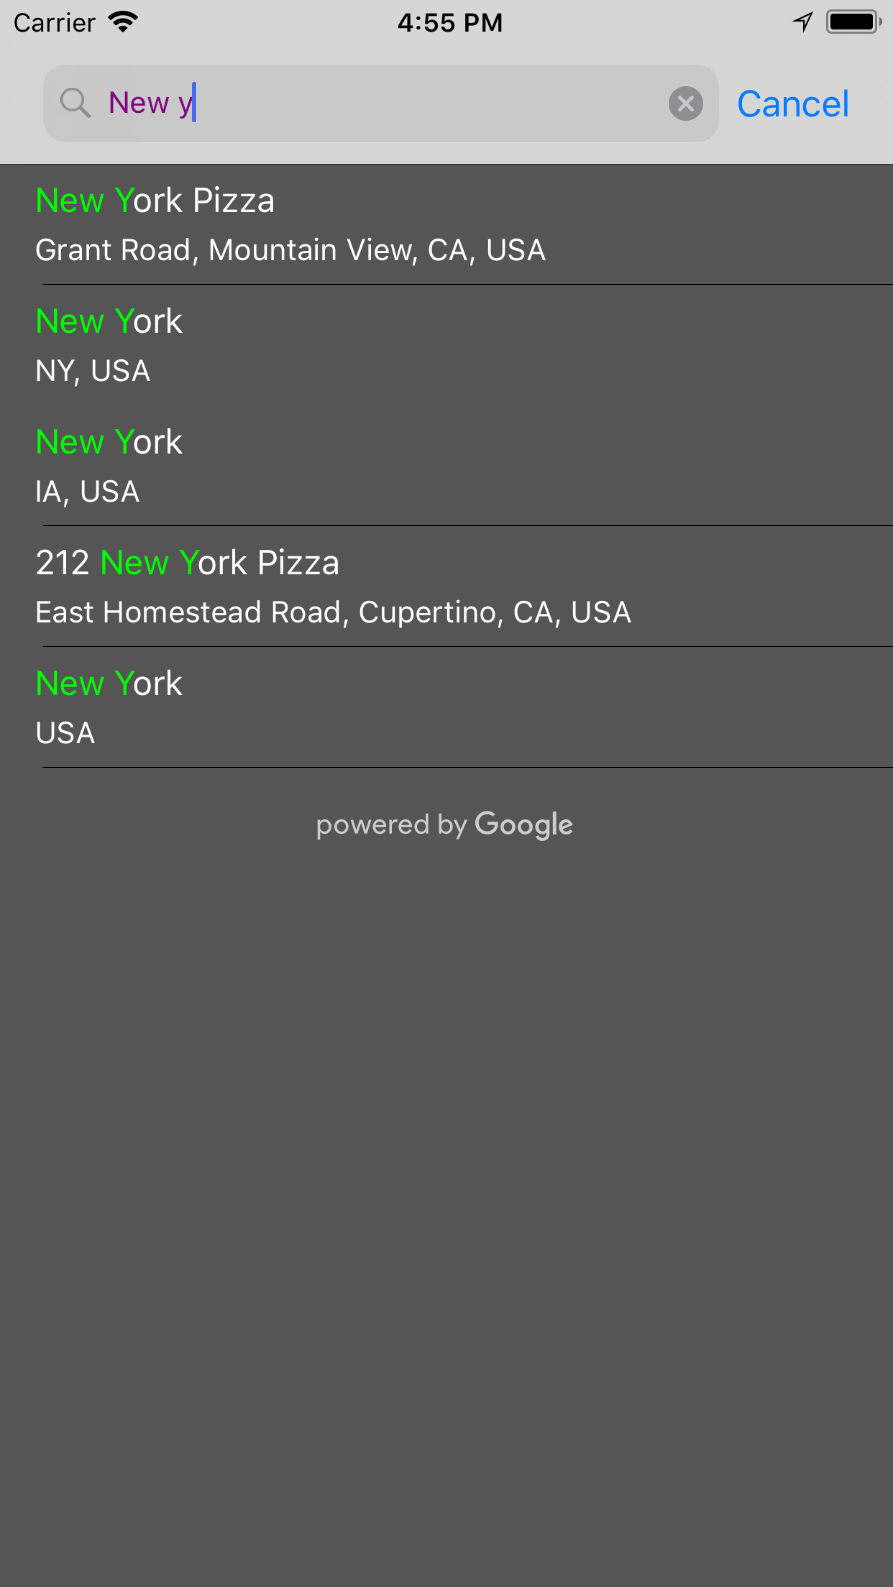 Carrier 4:55 PM
New y Cancel
New York Pizza
Grant Road, Mountain View, CA, USA
New York
NY, USA
New York
IA, USA
212 New York Pizza
East Homestead Road, Cupertino, CA, USA
New York
USA
powered by Google